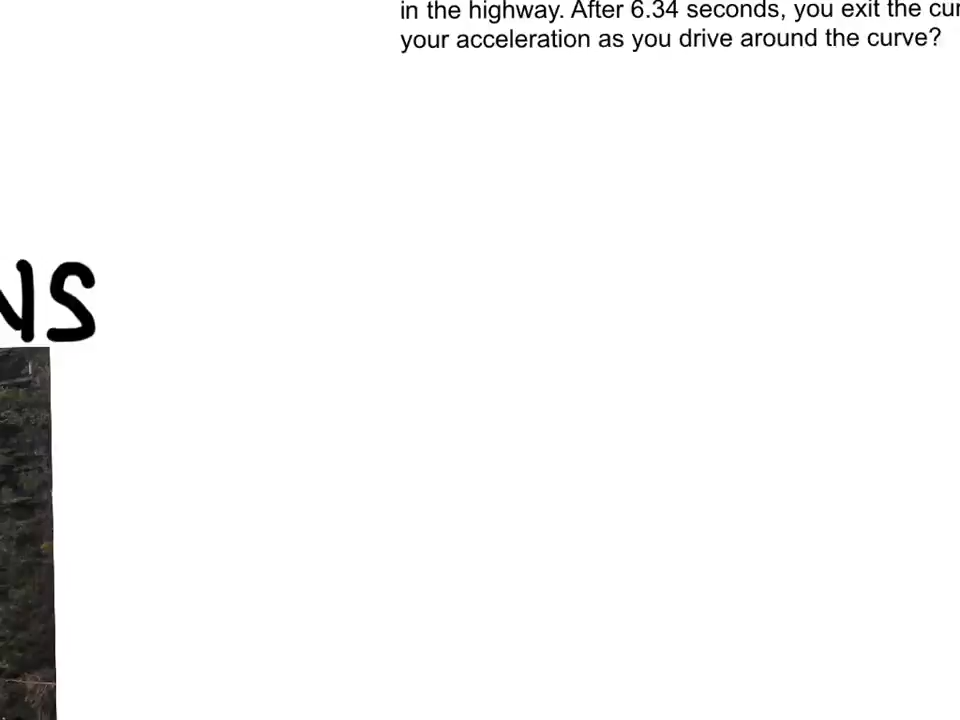 in the highway. After 6.34 seconds, you exit the
your acceleration as you drive around the curve?
NS